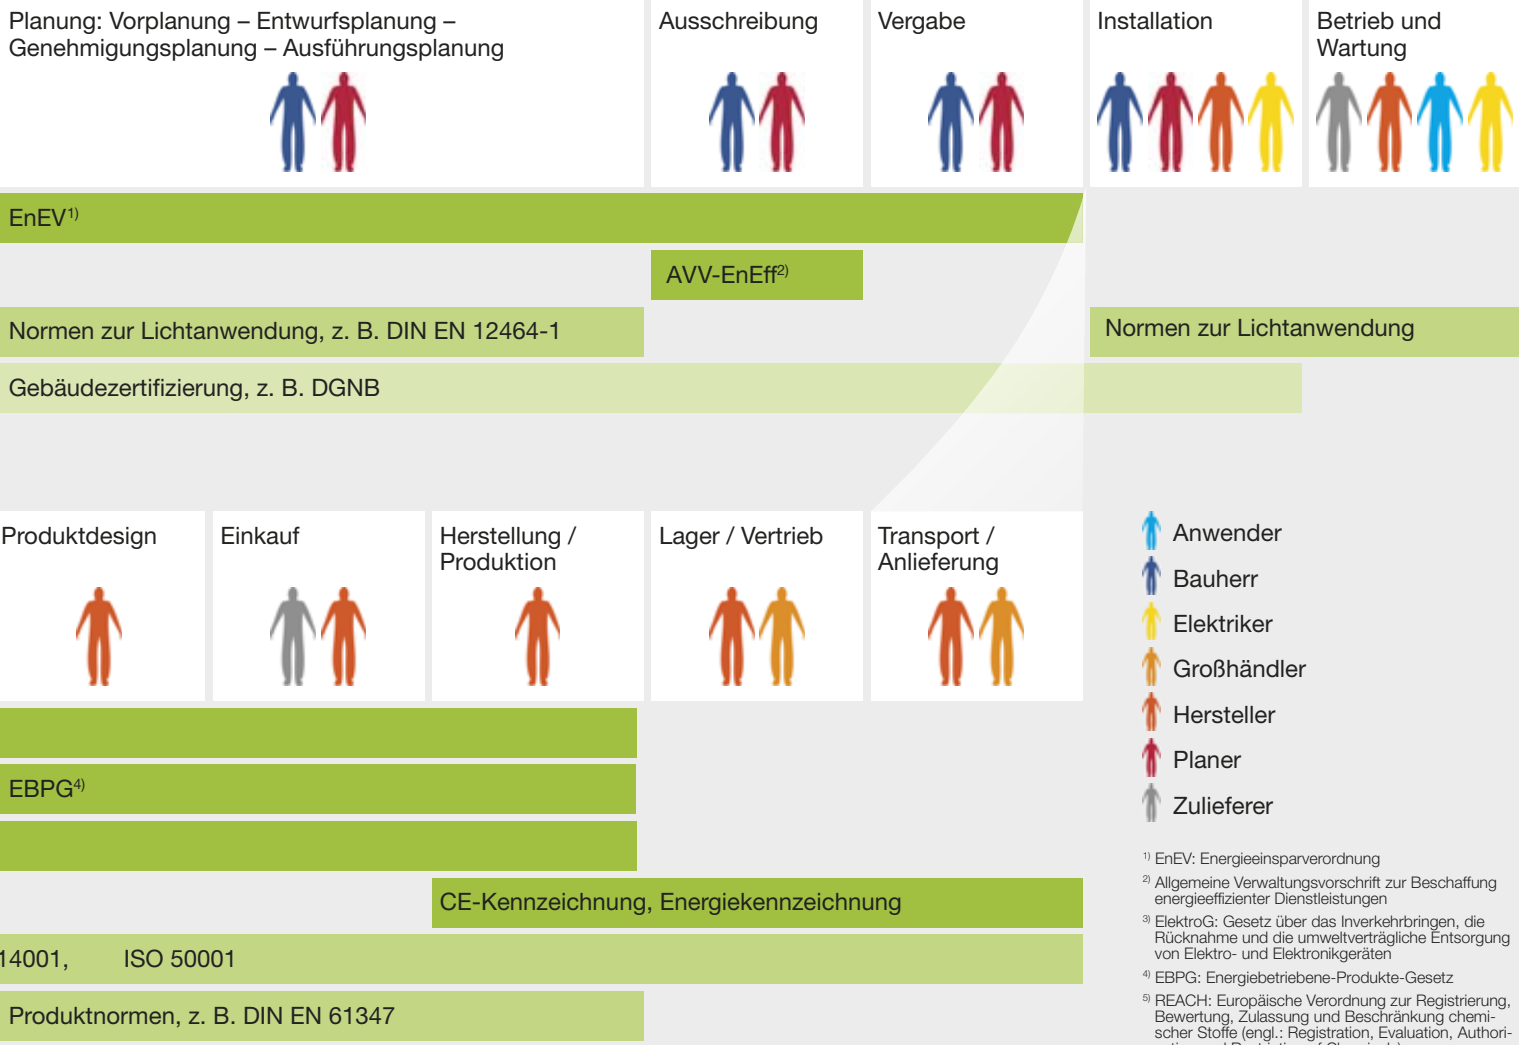 Planung: Vorplanung – Entwurfsplanung –
Genehmigungsplanung – Ausführungsplanung
Ausschreibung
Vergabe
Installation
Betrieb und
Wartung
EnEV1)
AVV-EnEff2)
Normen zur Lichtanwendung, z. B. DIN EN 12464-1
Normen zur Lichtanwendung
Gebäudezertifizierung, z. B. DGNB
Produktdesign
Einkauf
Herstellung /
Produktion
Lager / Vertrieb
Transport /
Anlieferung
EBPG4)
CE-Kennzeichnung, Energiekennzeichnung
14001, ISO 50001
Produktnormen, z. B. DIN EN 61347
Anwender
Bauherr
Elektriker
Großhändler
Hersteller
Planer
Zulieferer
1) EnEV: Energieeinsparverordnung
2) Allgemeine Verwaltungsvorschrift zur Beschaffung
energieeffizienter Dienstleistungen
3) ElektroG: Gesetz über das Inverkehrbringen, die
Rücknahme und die umweltverträgliche Entsorgung
von Elektro- und Elektronikgeräten
4) EBPG: Energiebetriebene-Produkte-Gesetz
5) REACH: Europäische Verordnung zur Registrierung,
Bewertung, Zulassung und Beschränkung chemi-
scher Stoffe (engl.: Registration, Evaluation, Authori-